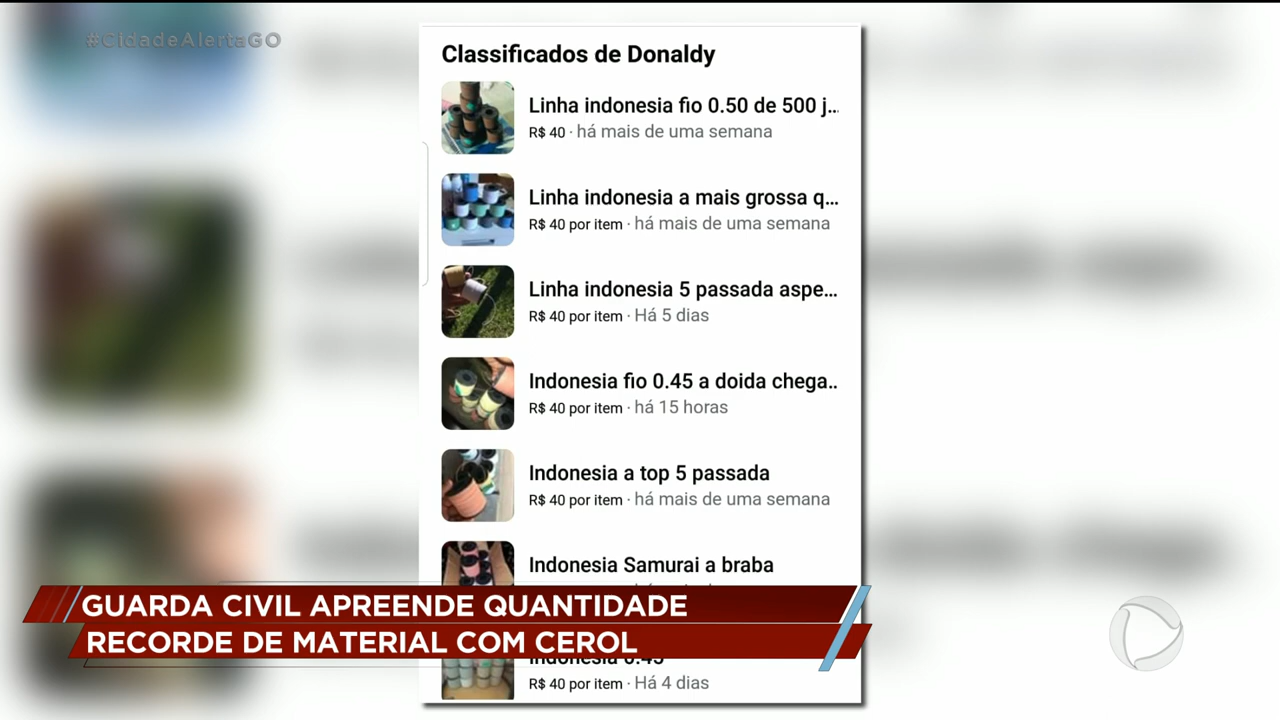 #CidadeAlertaGO
Classificados de Donaldy
Linha indonesia fio 0.50 de 500 j...
R$ 40 · há mais de uma semana
Linha indonesia a mais grossa q...
R$ 40 por item · há mais de uma semana
Linha indonesia 5 passada aspe...
R$ 40 por item · Há 5 dias
Indonesia fio 0.45 a doida chega..
R$ 40 por item · há 15 horas
Indonesia a top 5 passada
R$ 40 por item · há mais de uma semana
Indonesia Samurai a braba
GUARDA CIVIL APREENDE QUANTIDADE
RECORDE DE MATERIAL COM CEROL
Indonesia 0.45
R$ 40 por item · Há 4 dias